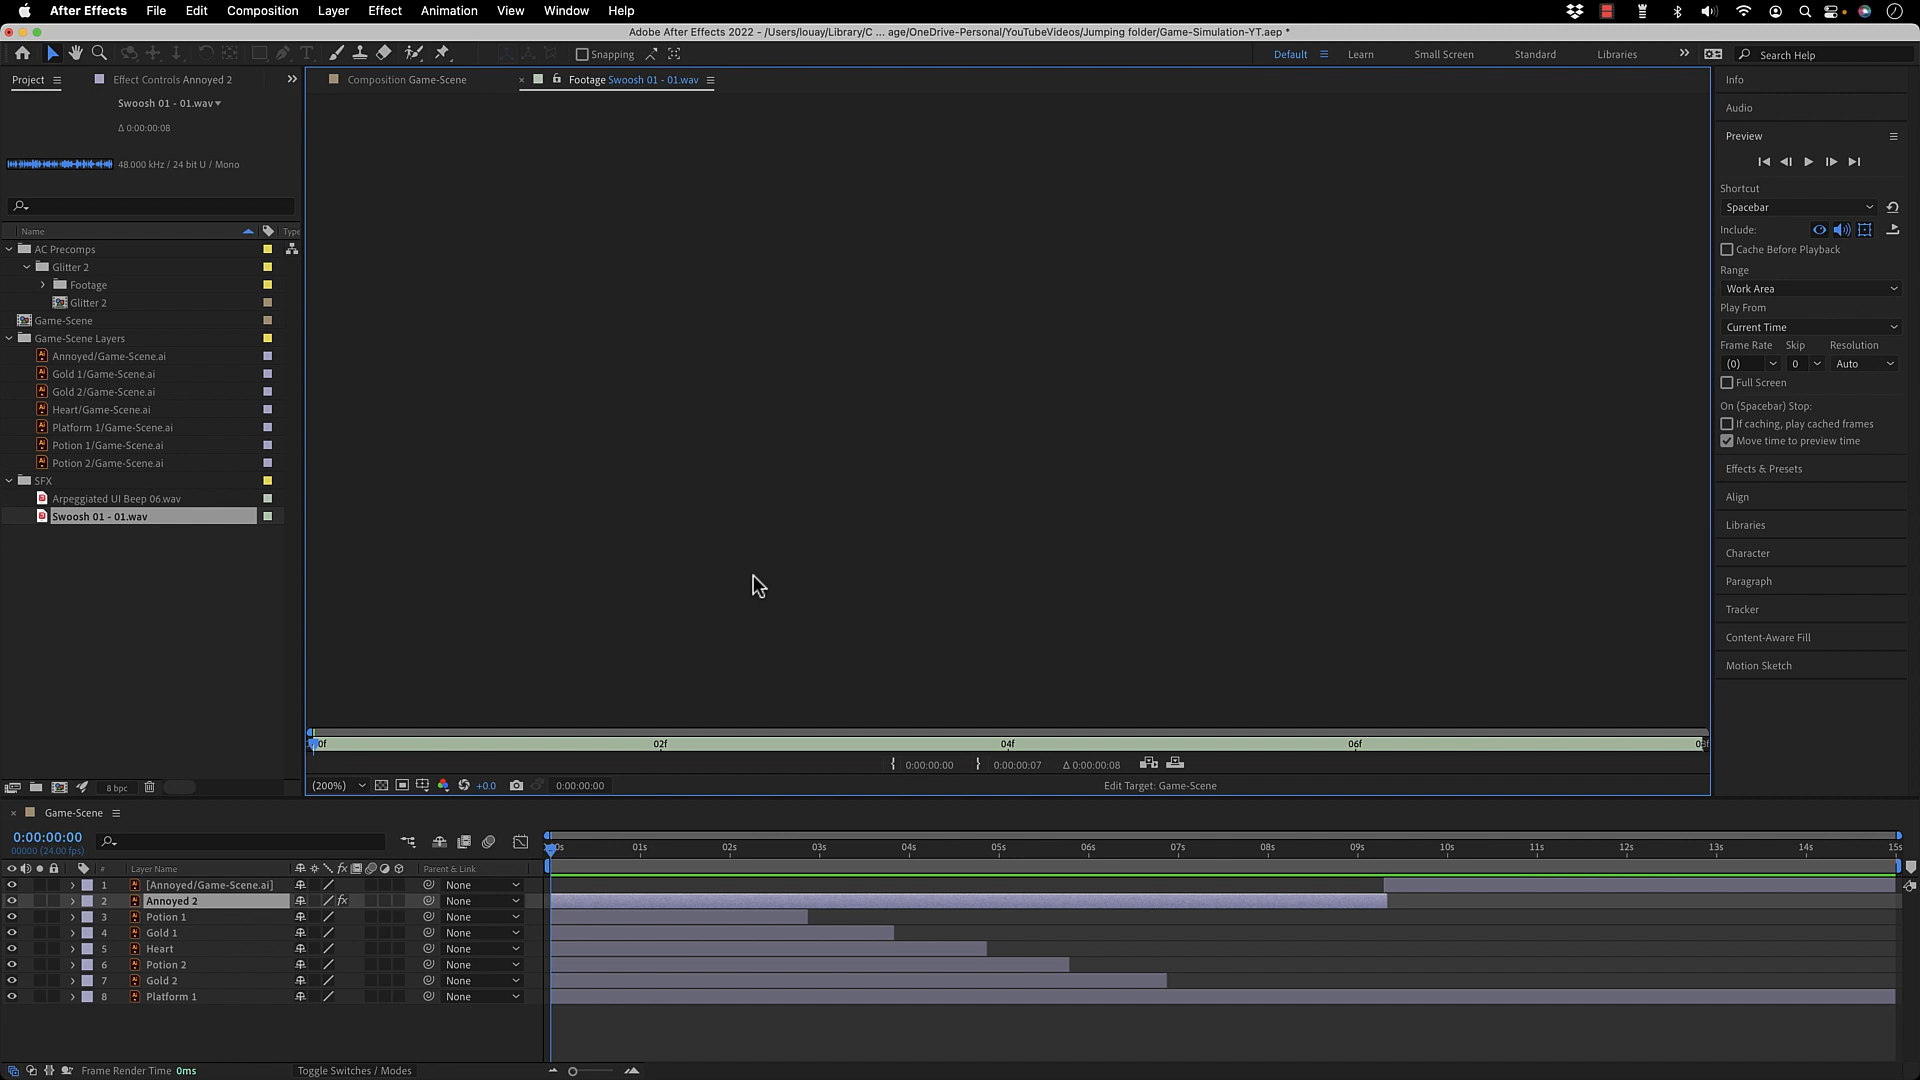 After Effects File Edit Composition Layer Effect Animation View Window Help
Adobe After Effects 2022 - /Users/louay/Library/C ... age/OneDrive-Personal/YouTubeVideos/Jumping folder/Game-Simulation-YT.aep *
Snapping Default Learn Small Screen Standard Libraries Search Help
Project Effect Controls Annoyed 2 Composition Game-Scene Footage Swoosh 01 - 01.wav Info
Swoosh 01 - 01.wav
Δ 0:00:00:08
48.000 kHz / 24 bit U / Mono
Name Type
AC Precomps
Glitter 2
Footage
Glitter 2
Game-Scene
Game-Scene Layers
Annoyed/Game-Scene.ai
Gold 1/Game-Scene.ai
Gold 2/Game-Scene.ai
Heart/Game-Scene.ai
Platform 1/Game-Scene.ai
Potion 1/Game-Scene.ai
Potion 2/Game-Scene.ai
SFX
Arpeggiated UI Beep 06.wav
Swoosh 01 - 01.wav
8 bpc
02f 04f 06f
0:00:00:00 0:00:00:07 Δ 0:00:00:08
(200%) +0.0 0:00:00:00 Edit Target: Game-Scene
Audio
Preview
Shortcut
Spacebar
Include:
Cache Before Playback
Range
Work Area
Play From
Current Time
Frame Rate Skip Resolution
(0) 0 Auto
Full Screen
On (Spacebar) Stop:
If caching, play cached frames
Move time to preview time
Effects & Presets
Align
Libraries
Character
Paragraph
Tracker
Content-Aware Fill
Motion Sketch
Game-Scene
0:00:00:00
00000 (24.00 fps)
01s 02s 03s 04s 05s 06s 07s 08s 09s 10s 11s 12s 13s 14s 15s
# Layer Name fx Parent & Link
1 [Annoyed/Game-Scene.ai] None
2 Annoyed 2 fx None
3 Potion 1 None
4 Gold 1 None
5 Heart None
6 Potion 2 None
7 Gold 2 None
8 Platform 1 None
Frame Render Time 0ms Toggle Switches / Modes